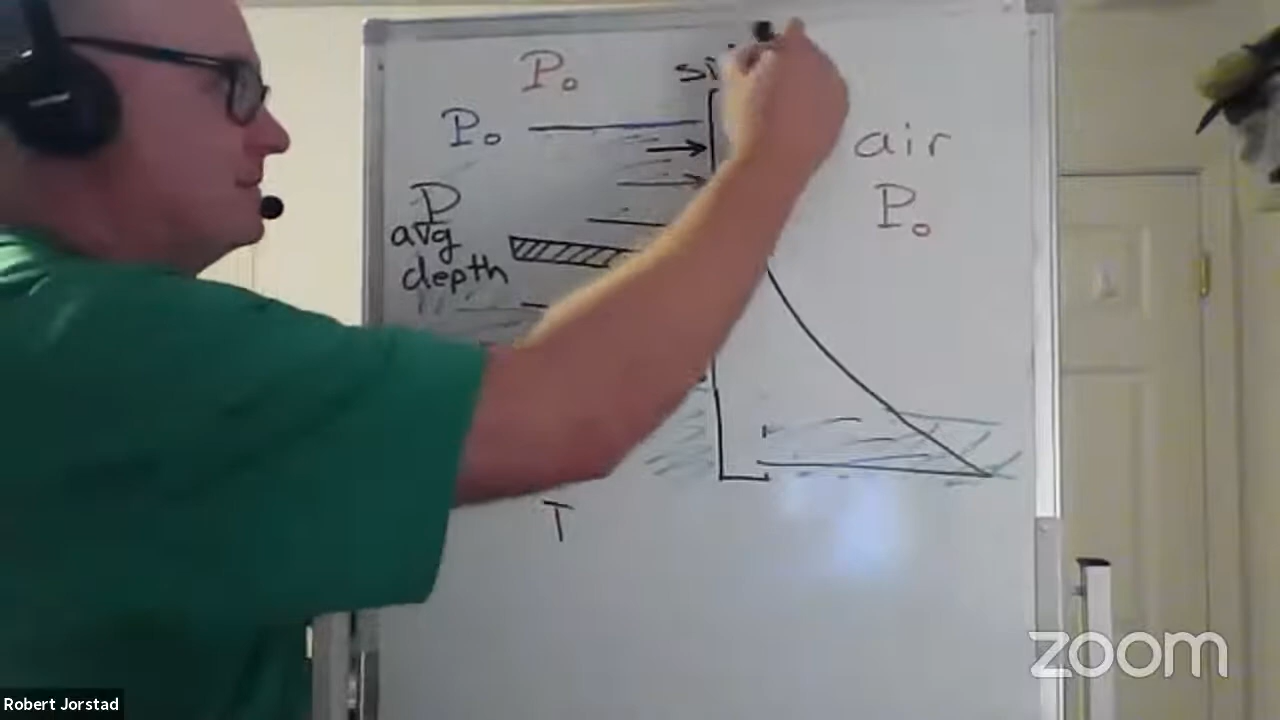 P₀
P₀
air
P₀
P
avg
depth
T
zoom
Robert Jorstad